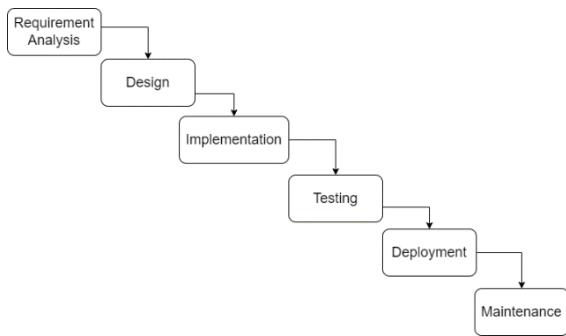 Requirement
Analysis
Design
Implementation
Testing
Deployment
Maintenance